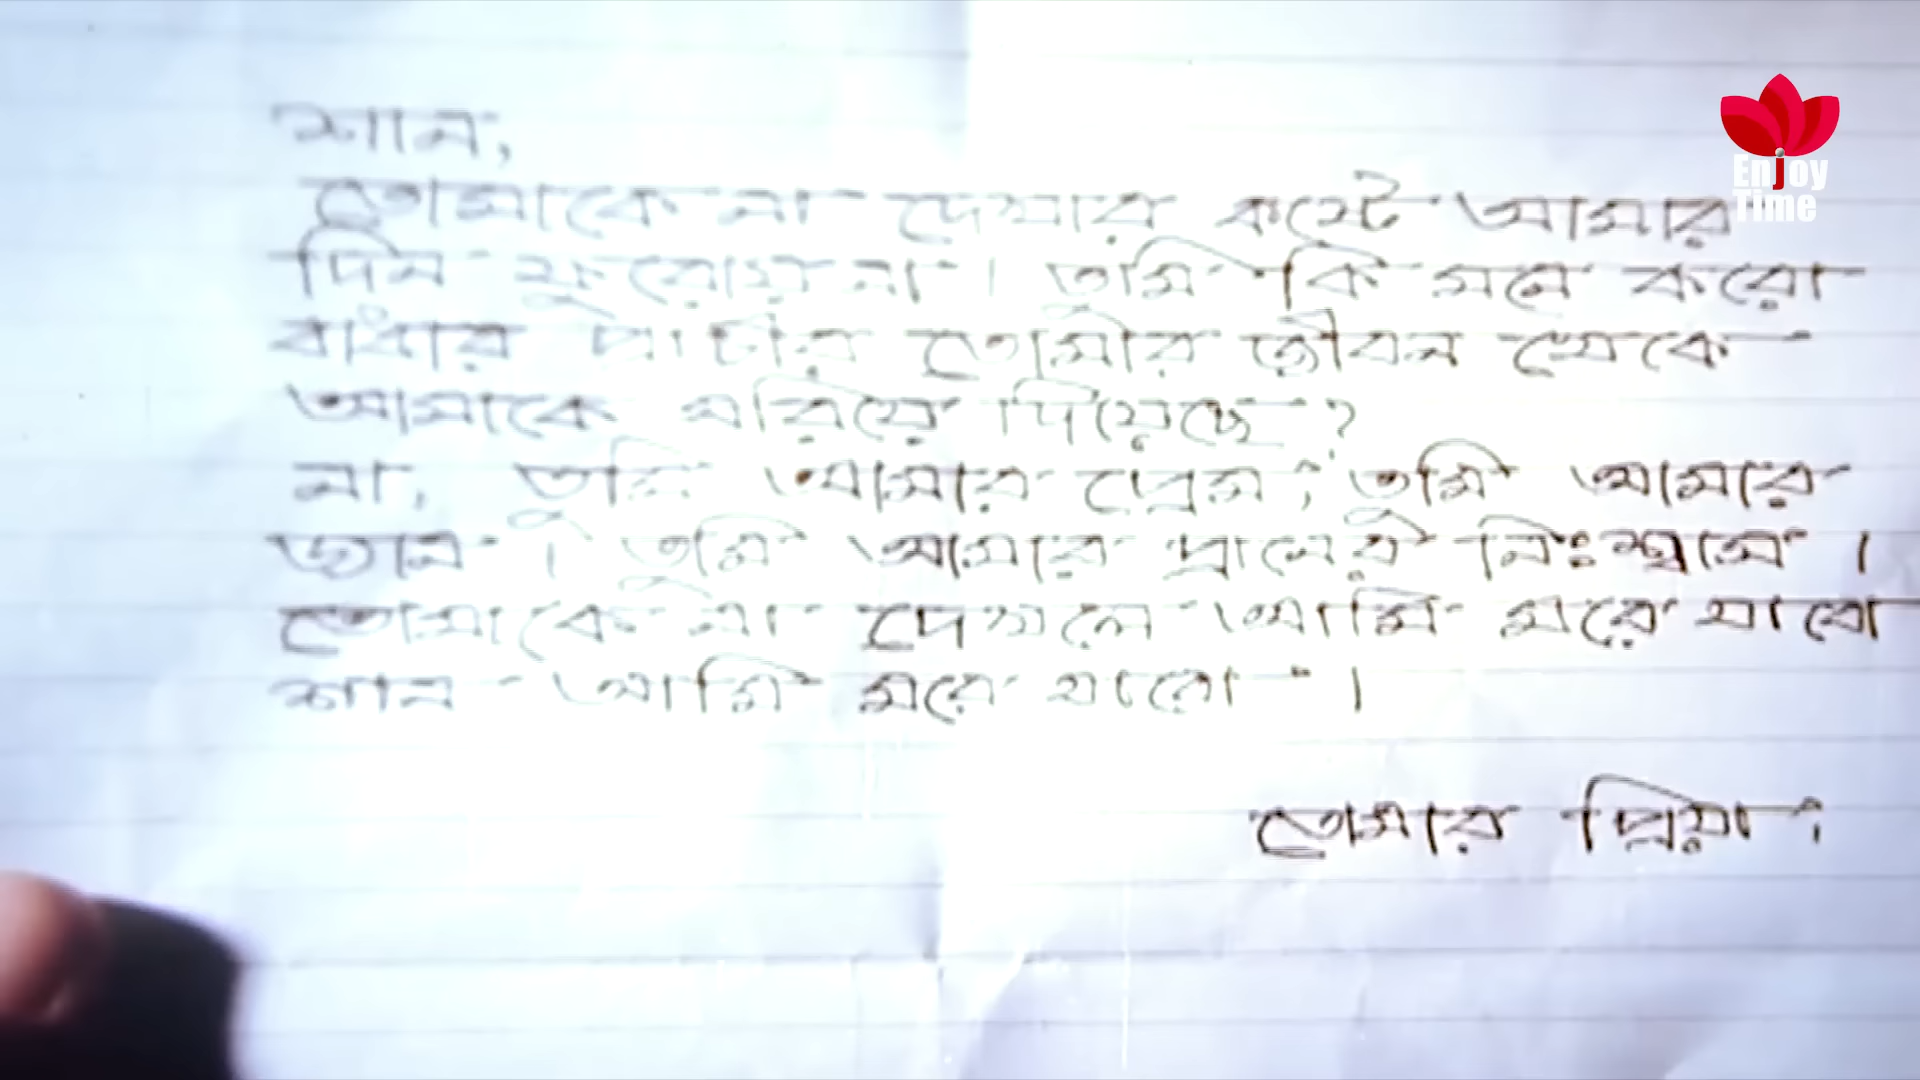 শান,
Enjoy
Time
তোমাকে না দেখার কষ্টে আমার
দিন ফুরোয় না। তুমি কি মনে করো
বাধার প্রাচীর তোমার জীবন থেকে
আমাকে সরিয়ে দিয়েছে?
না, তুমি আমার প্রেম, তুমি আমার
জান। তুমি আমার প্রানের নিঃশ্বাস।
তোমাকে না দেখলে আমি মরে যাবো
শান আমি মরে যাবো।
তোমার প্রিয়া,